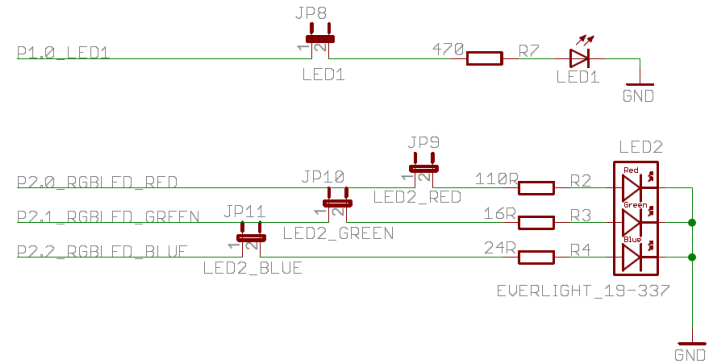 JP8
P1.0_LED1
1 2
470
R7
LED1
LED1
GND
JP9
LED2
P2.0_RGBLED_RED
JP10
1 2
110R
R2
Red
LED2_RED
P2.1_RGBLED_GREEN
JP11
1 2
16R
R3
Green
LED2_GREEN
P2.2_RGBLED_BLUE
1 2
24R
R4
Blue
LED2_BLUE
EVERLIGHT_19-337
GND